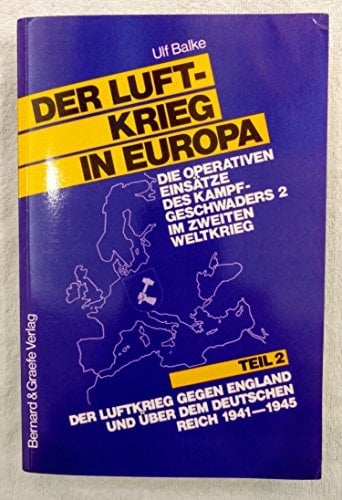 Ulf Balke
DER LUFT-
KRIEG
IN EUROPA
DIE OPERATIVEN
EINSÄTZE
DES KAMPF-
GESCHWADERS 2
IM ZWEITEN
WELTKRIEG
TEIL 2
DER LUFTKRIEG GEGEN ENGLAND
UND ÜBER DEM DEUTSCHEN
REICH 1941—1945
Bernard & Graefe Verlag